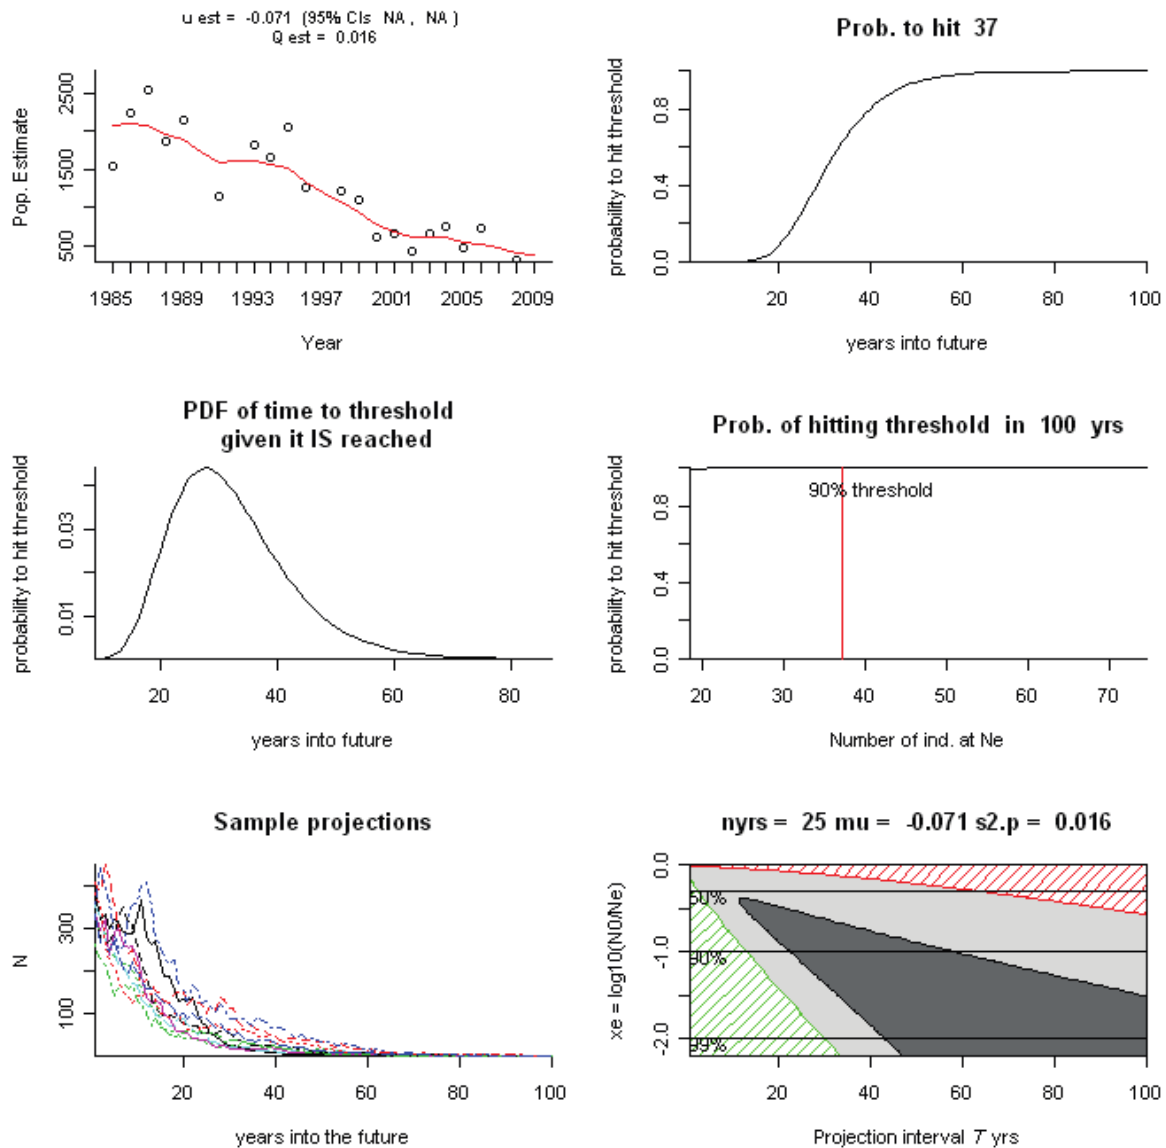 u est = -0.071 (95% CIs NA , NA )
Q est = 0.016
Pop. Estimate
2500
1500
500
1985 1989 1993 1997 2001 2005 2009
Year
Prob. to hit 37
probability to hit threshold
0.8
0.4
0.0
20 40 60 80 100
years into future
PDF of time to threshold
given it IS reached
probability to hit threshold
0.03
0.01
20 40 60 80
years into future
Prob. of hitting threshold in 100 yrs
probability to hit threshold
0.8
0.4
0.0
90% threshold
20 30 40 50 60 70
Number of ind. at Ne
Sample projections
N
300
100
20 40 60 80 100
years into the future
nyrs = 25 mu = -0.071 s2.p = 0.016
xe = log10(N0/Ne)
0.0
-1.0
-2.0
50%
90%
99%
20 40 60 80 100
Projection interval T yrs